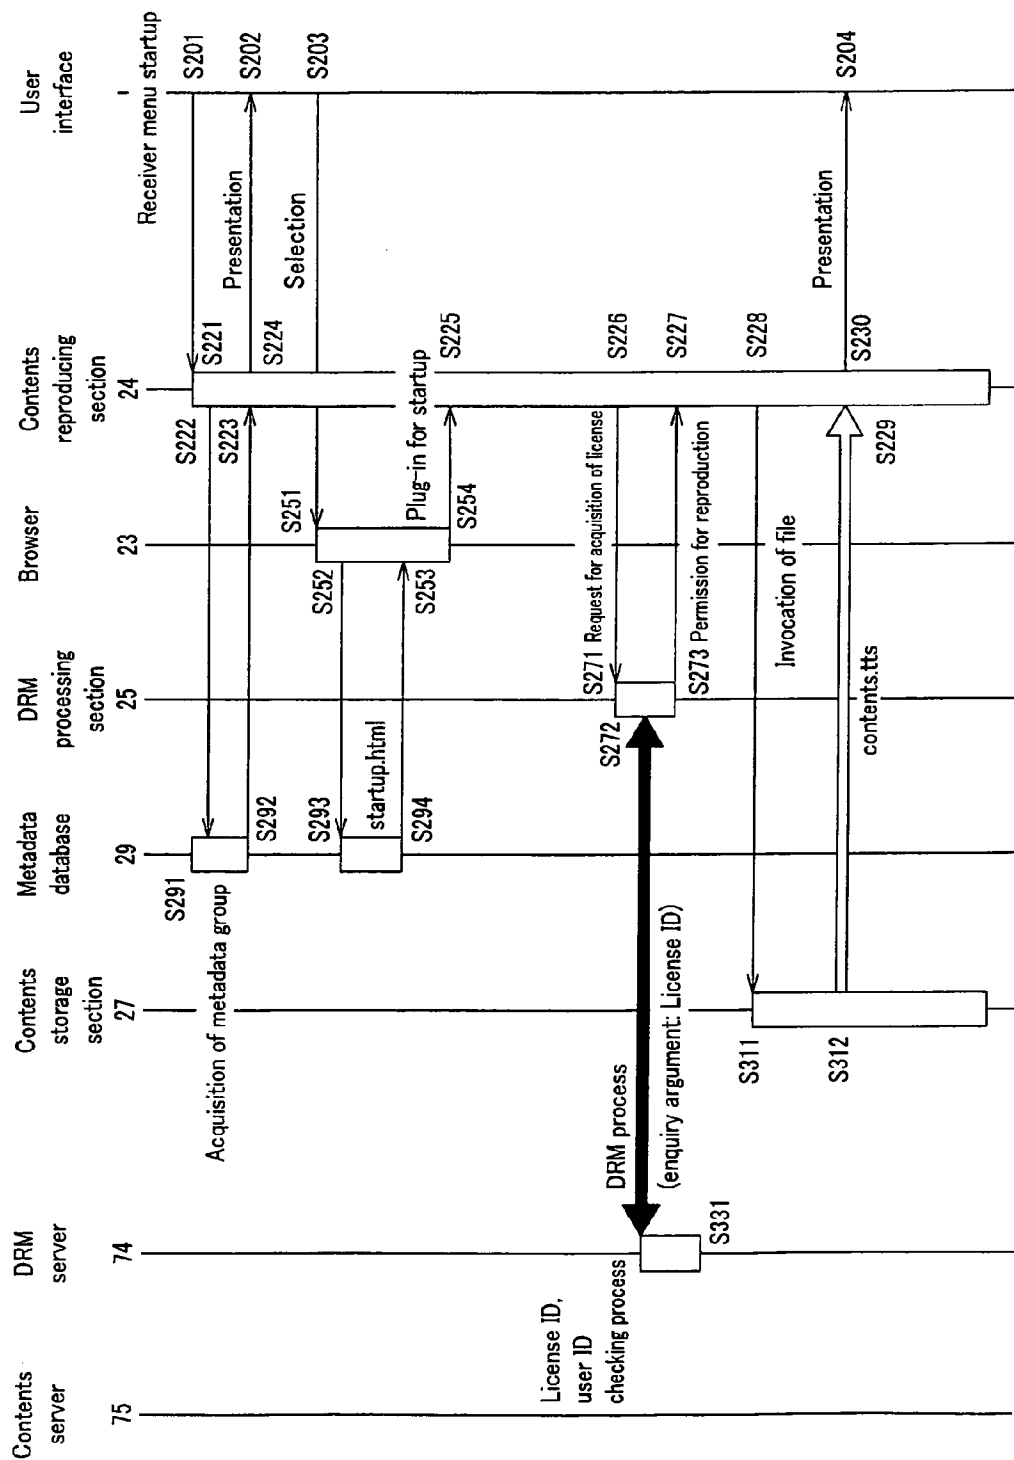 Contents
server
75
DRM
server
74
Contents
storage
section
27
Metadata
database
29
DRM
processing
section
25
Browser
23
Contents
reproducing
section
24
User
interface
Receiver menu startup
S201
S221
S222
S291
Acquisition of metadata group
S292
S223
S224
Presentation
S202
S203
Selection
S251
S252
S293
startup.html
S294
S253
Plug-in for startup
S254
S225
S226
S271 Request for acquisition of license
S272
DRM process
(enquiry argument: License ID)
License ID,
user ID
checking process
S331
S273 Permission for reproduction
S227
S228
Invocation of file
S311
S312
contents.tts
S229
S230
Presentation
S204